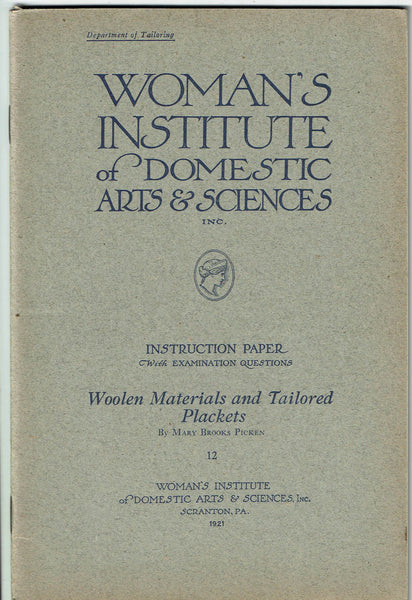 Department of Tailoring
WOMAN'S
INSTITUTE
of DOMESTIC
ARTS & SCIENCES
INC.
INSTRUCTION PAPER
With EXAMINATION QUESTIONS
Woolen Materials and Tailored
Plackets
By MARY BROOKS PICKEN
12
WOMAN'S INSTITUTE
of DOMESTIC ARTS & SCIENCES, Inc.
SCRANTON, PA.
1921